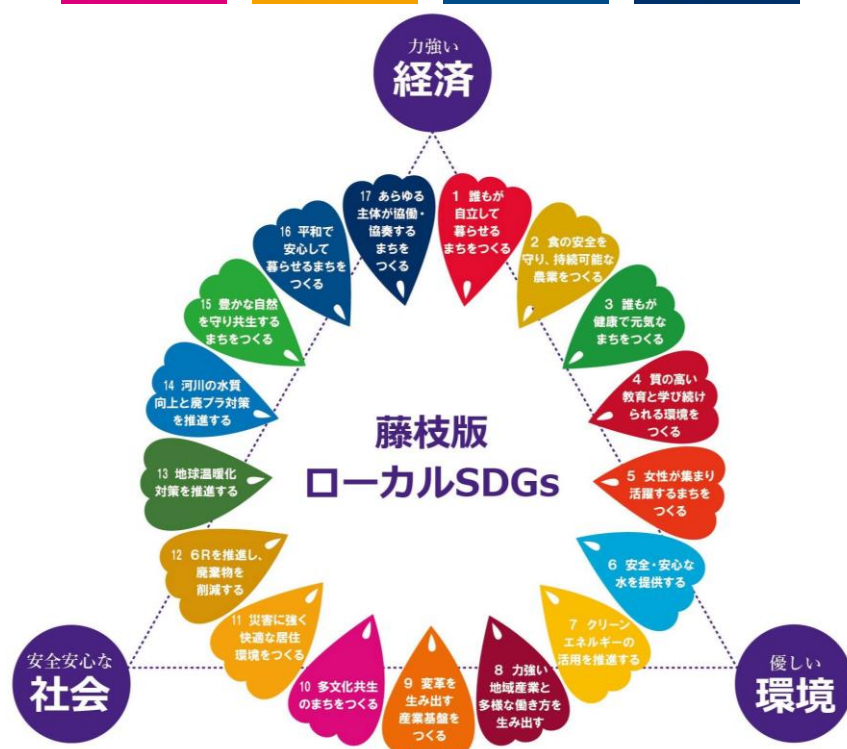 力強い
経済
1 誰もが
自立して
暮らせる
まちをつくる
2 食の安全を
守り、持続可能な
農業をつくる
3 誰もが
健康で元気な
まちをつくる
4 質の高い
教育と学び続け
られる環境を
つくる
5 女性が集まり
活躍するまちを
つくる
6 安全・安心な
水を提供する
7 クリーン
エネルギーの
活用を推進する
8 力強い
地域産業と
多様な働き方を
生み出す
9 変革を
生み出す
産業基盤を
つくる
10 多文化共生
のまちをつくる
11 災害に強く
快適な居住
環境をつくる
12 6Rを推進し、
廃棄物を
削減する
13 地球温暖化
対策を推進する
14 河川の水質
向上と廃プラ対策
を推進する
15 豊かな自然
を守り共生する
まちをつくる
16 平和で
安心して
暮らせるまちを
つくる
17 あらゆる
主体が協働・
協奏する
まちを
つくる
藤枝版
ローカルSDGs
安全安心な
社会
優しい
環境